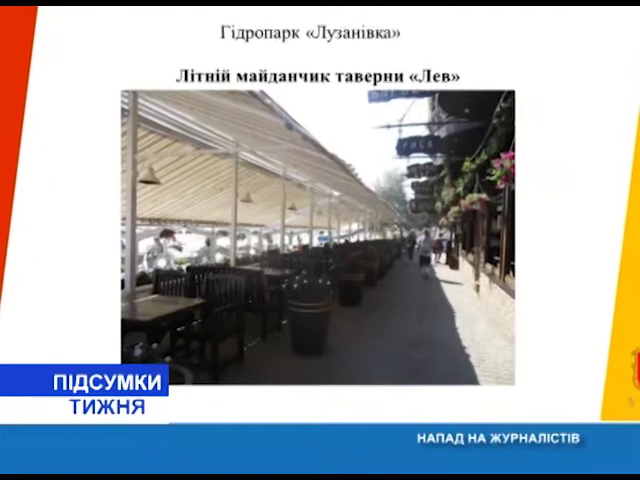 Гідропарк «Лузанівка»
Літній майданчик таверни «Лев»
ПІДСУМКИ
ТИЖНЯ
НАПАД НА ЖУРНАЛІСТІВ